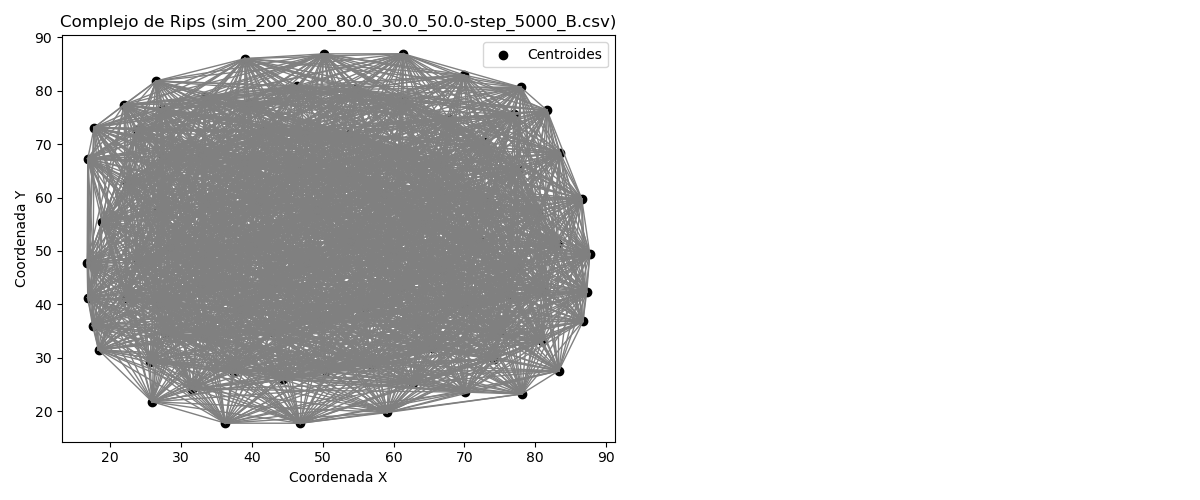 Complejo de Rips (sim_200_200_80.0_30.0_50.0-step_5000_B.csv)
90
80
70
60
50
40
30
20
Coordenada Y
Centroides
20 30 40 50 60 70 80 90
Coordenada X